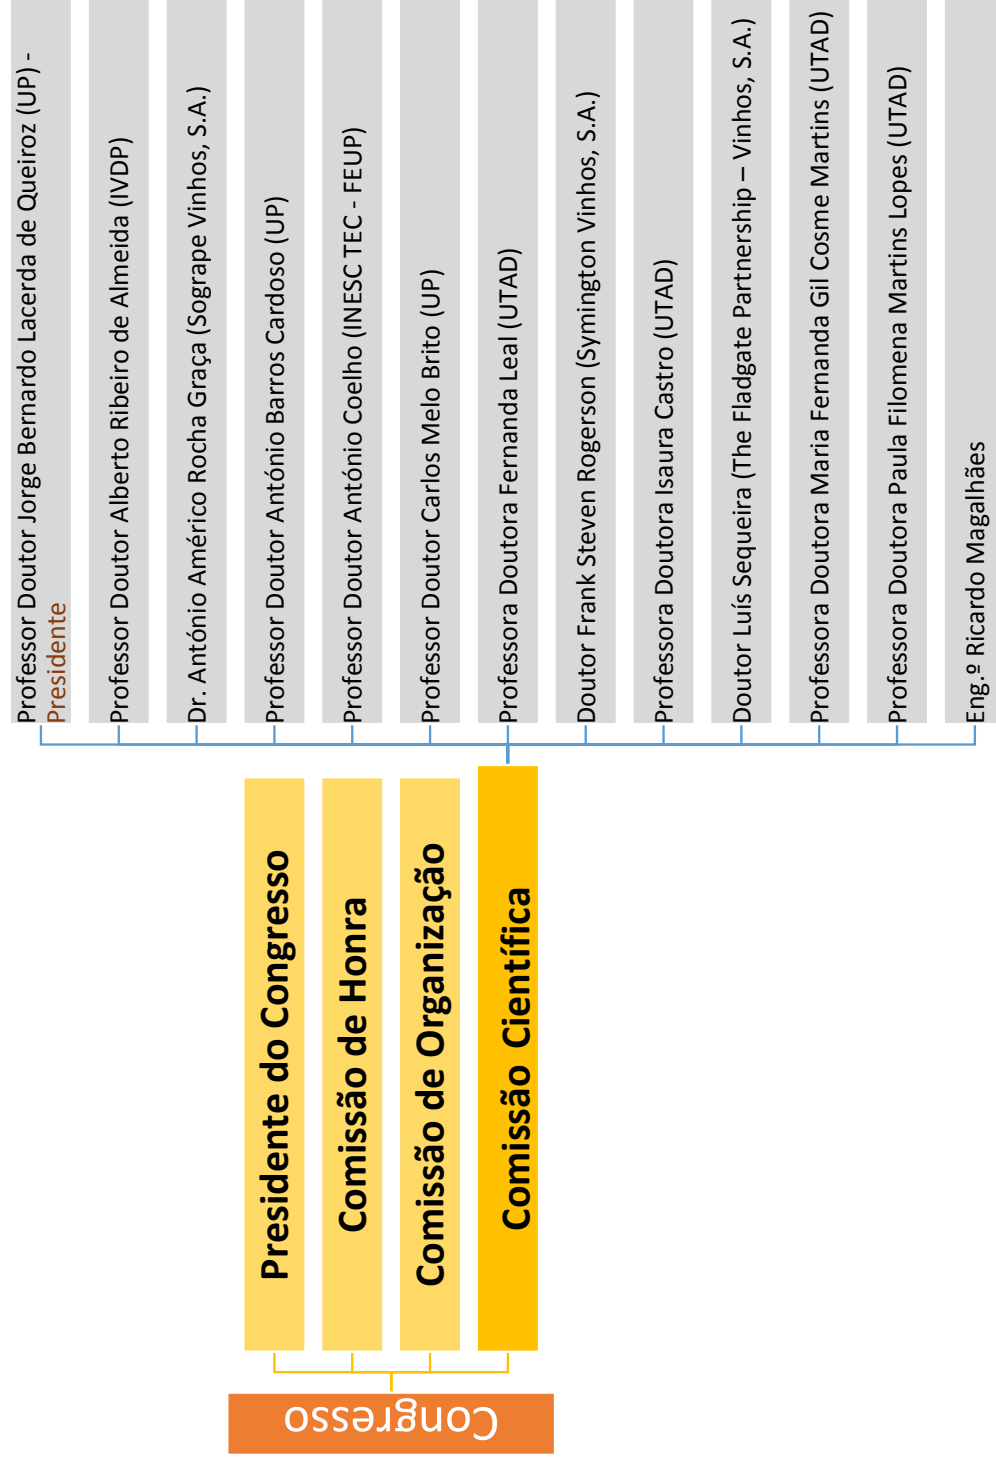 Congresso
Presidente do Congresso
Comissão de Honra
Comissão de Organização
Comissão Científica
Professor Doutor Jorge Bernardo Lacerda de Queiroz (UP) -
Presidente
Professor Doutor Alberto Ribeiro de Almeida (IVDP)
Dr. António Américo Rocha Graça (Sogrape Vinhos, S.A.)
Professor Doutor António Barros Cardoso (UP)
Professor Doutor António Coelho (INESC TEC - FEUP)
Professor Doutor Carlos Melo Brito (UP)
Professora Doutora Fernanda Leal (UTAD)
Doutor Frank Steven Rogerson (Symington Vinhos, S.A.)
Professora Doutora Isaura Castro (UTAD)
Doutor Luís Sequeira (The Fladgate Partnership – Vinhos, S.A.)
Professora Doutora Maria Fernanda Gil Cosme Martins (UTAD)
Professora Doutora Paula Filomena Martins Lopes (UTAD)
Eng.º Ricardo Magalhães